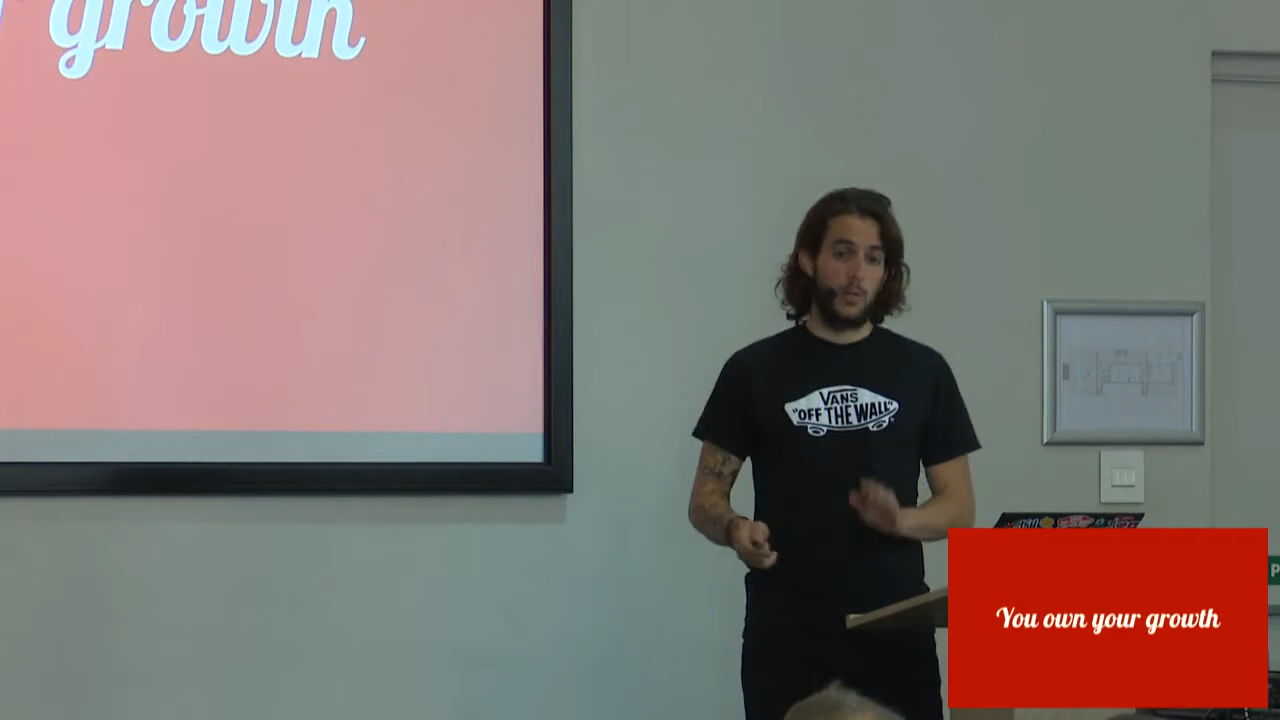 growth
VANS
"OFF THE WALL"
You own your growth
P